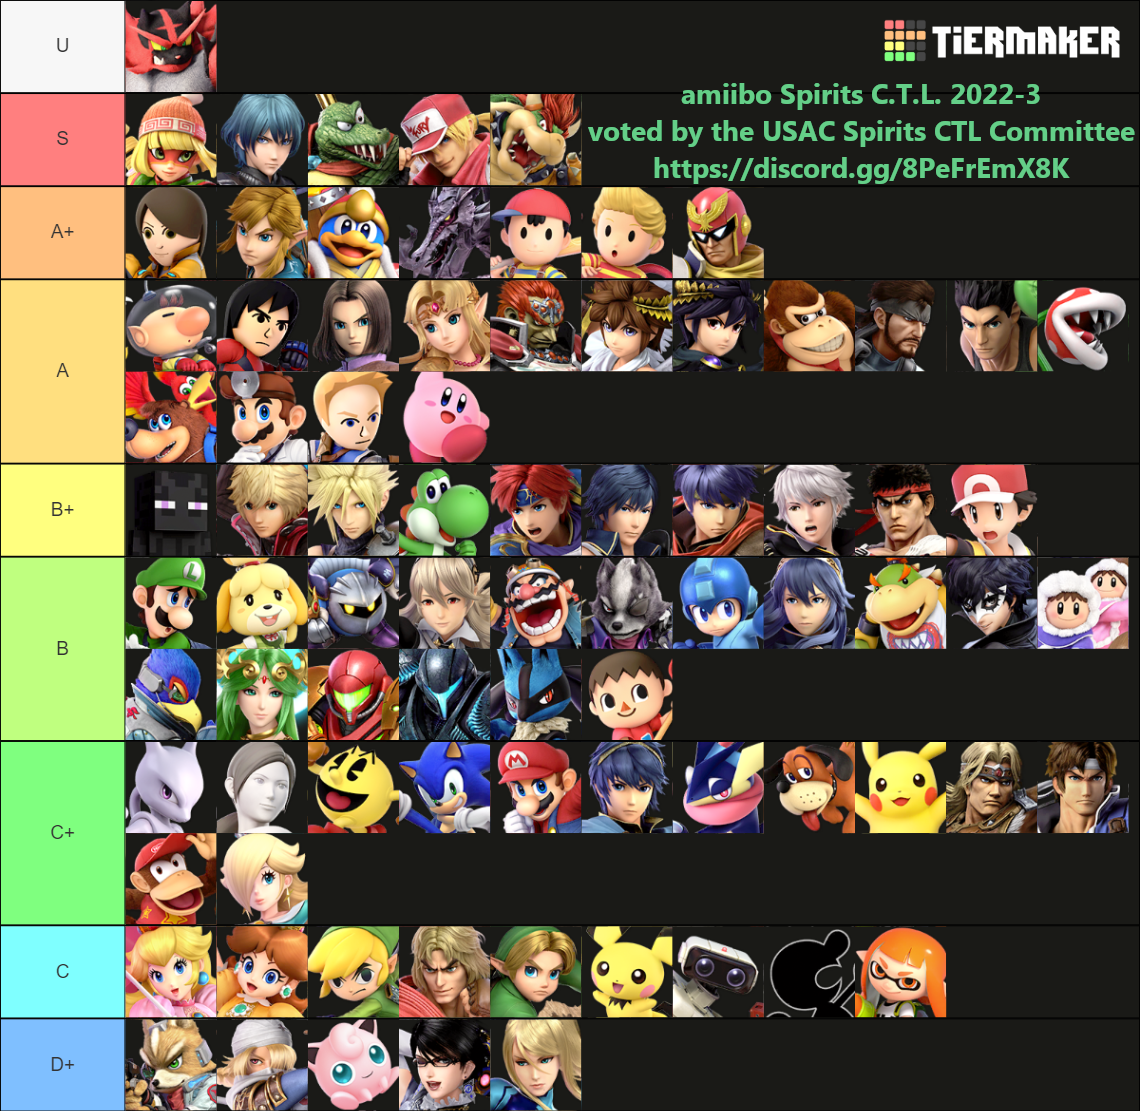 U
TIERMAKER
amiibo Spirits C.T.L. 2022-3
S
voted by the USAC Spirits CTL Committee
https://discord.gg/8PeFrEmX8K
A+
A
B+
B
C+
C
D+